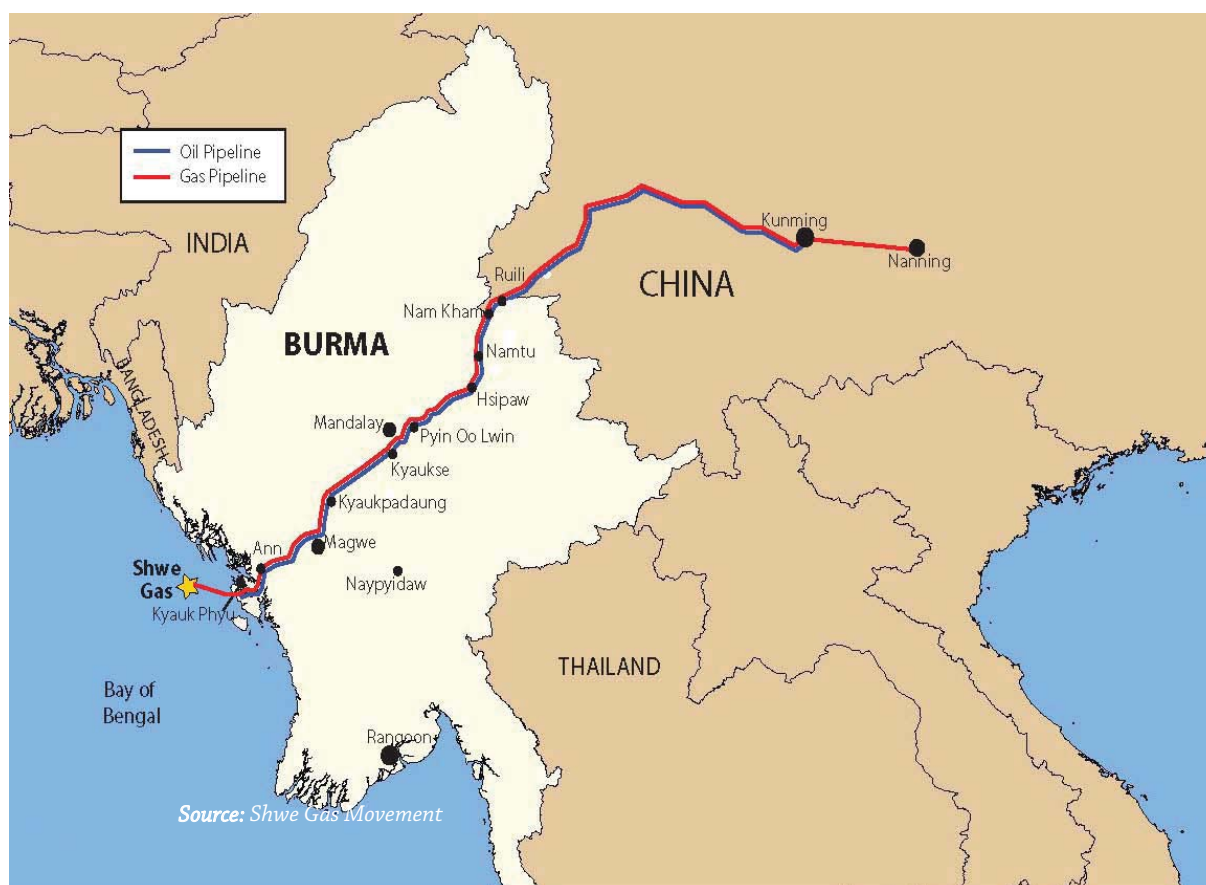 Oil Pipeline
Gas Pipeline
INDIA
Kunming
Nanning
CHINA
Ruili
Nam Kham
BURMA
Namtu
BANGLADESH
Hsipaw
Mandalay
Pyin Oo Lwin
Kyaukse
Kyaukpadaung
Ann
Magwe
Shwe
Gas
Naypyidaw
Kyauk Phyu
THAILAND
Bay of
Bengal
Rangoon
Source: Shwe Gas Movement